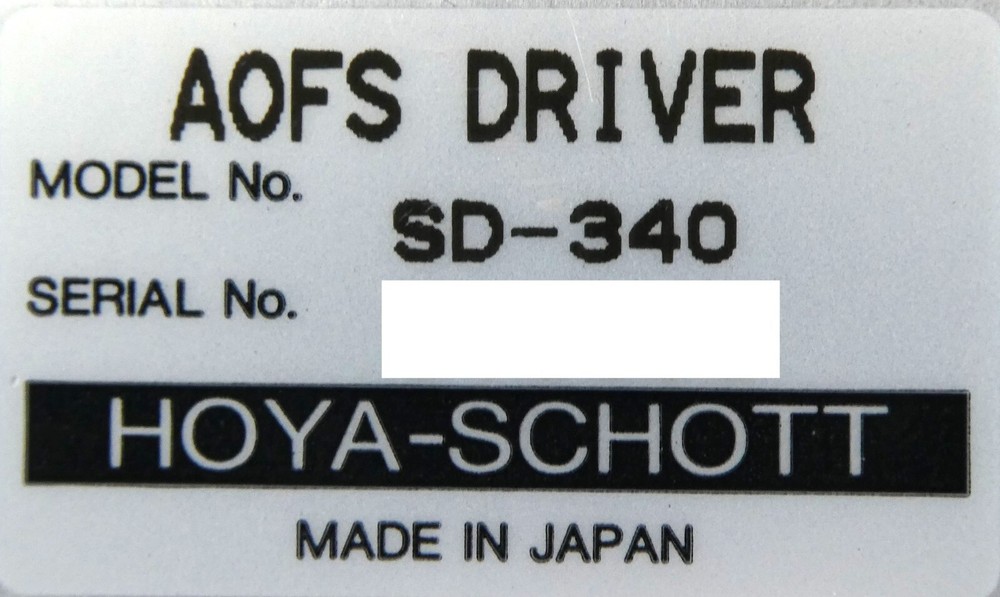 AOFS DRIVER
MODEL No.
SD-340
SERIAL No.
HOYA-SCHOTT
MADE IN JAPAN